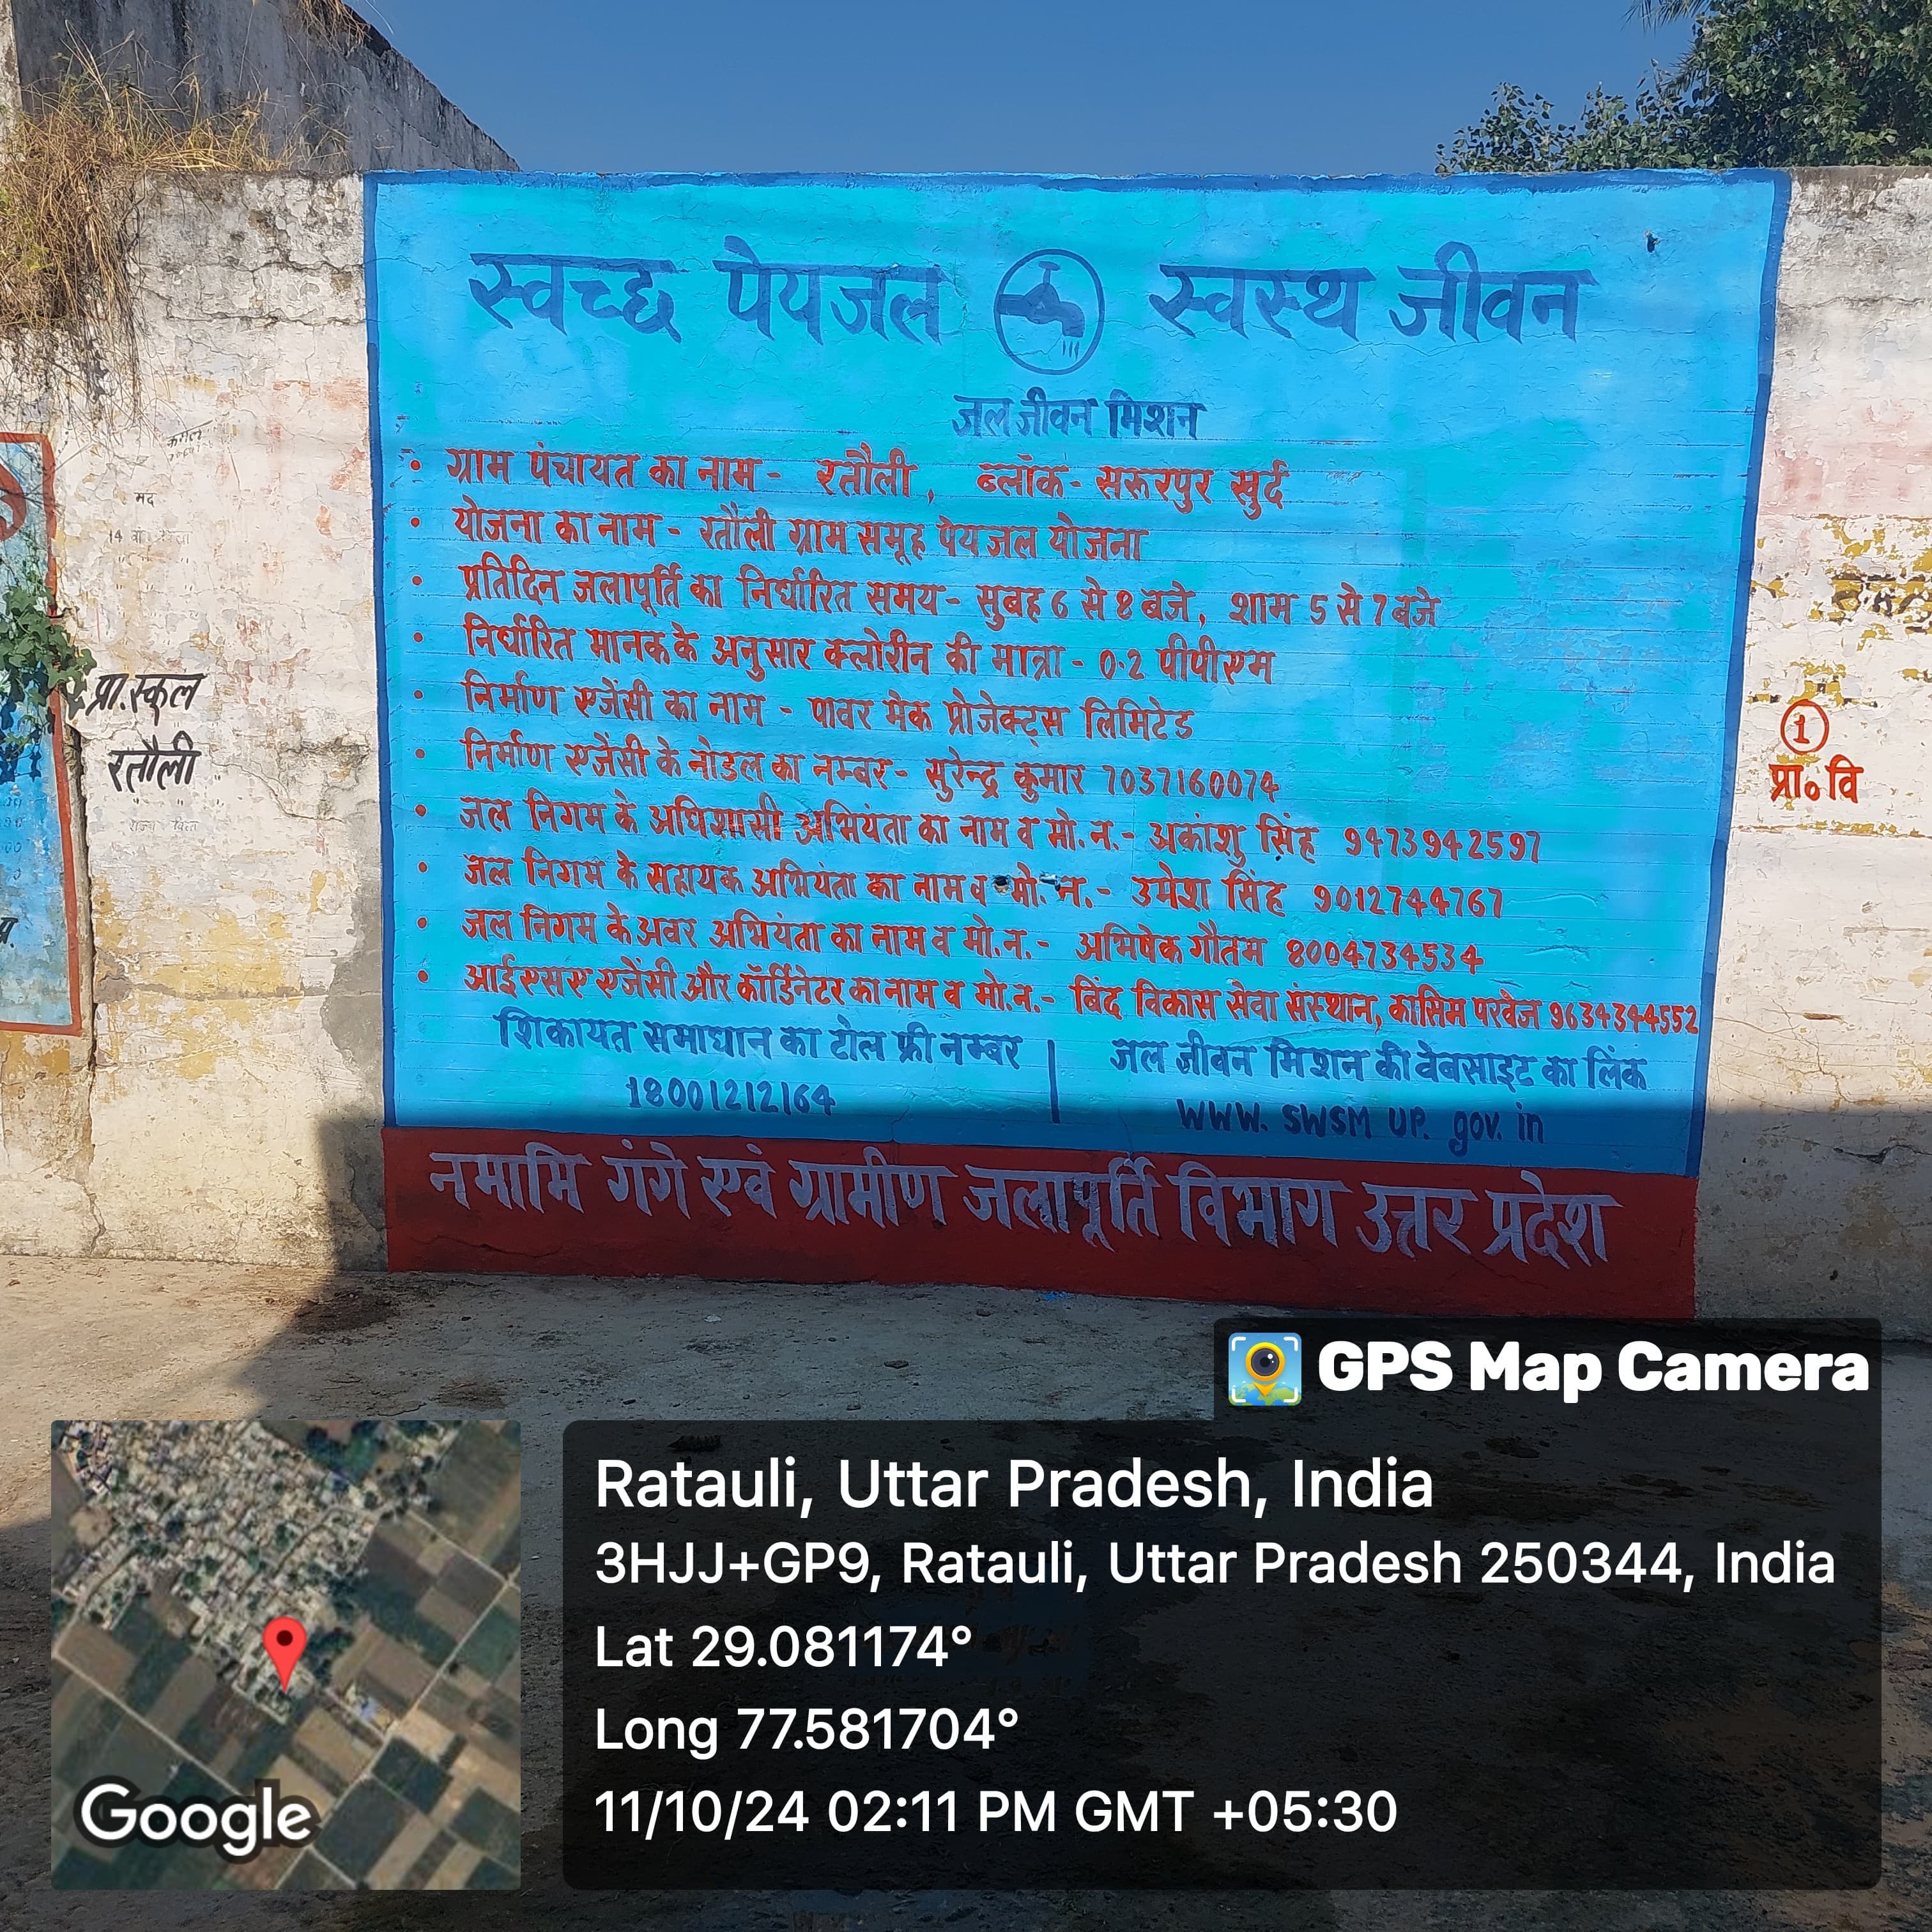 स्वच्छ पेयजल स्वस्थ जीवन
जल जीवन मिशन
• ग्राम पंचायत का नाम - रतौली, ब्लॉक - सरूरपुर खुर्द
• योजना का नाम - रतौली ग्राम समूह पेयजल योजना
• प्रतिदिन जलापूर्ति का निर्धारित समय - सुबह 6 से 8 बजे, शाम 5 से 7 बजे
• निर्धारित मानक के अनुसार क्लोरीन की मात्रा - 0.2 पीपीएम
• निर्माण एजेंसी का नाम - पावर मेक प्रोजेक्ट्स लिमिटेड
• निर्माण एजेंसी के नोडल का नम्बर - सुरेन्द्र कुमार 7037160074
• जल निगम के अधिशासी अभियंता का नाम व मो. न. - अकांशु सिंह 9473942597
• जल निगम के सहायक अभियंता का नाम व मो. न. - उमेश सिंह 9012744767
• जल निगम के अवर अभियंता का नाम व मो. न. - अभिषेक गौतम 8004734534
• आईएसए एजेंसी और कॉर्डिनेटर का नाम व मो. न. - बिंद विकास सेवा संस्थान, कासिम परवेज 9634344552
शिकायत समाधान का टोल फ्री नम्बर
18001212164
जल जीवन मिशन की वेबसाइट का लिंक
www. SWSM UP. gov. in
नमामि गंगे एवं ग्रामीण जलापूर्ति विभाग उत्तर प्रदेश
प्रा. स्कूल
रतौली
मद
1
प्रा० वि
GPS Map Camera
Ratauli, Uttar Pradesh, India
3HJJ+GP9, Ratauli, Uttar Pradesh 250344, India
Lat 29.081174°
Long 77.581704°
11/10/24 02:11 PM GMT +05:30
Google